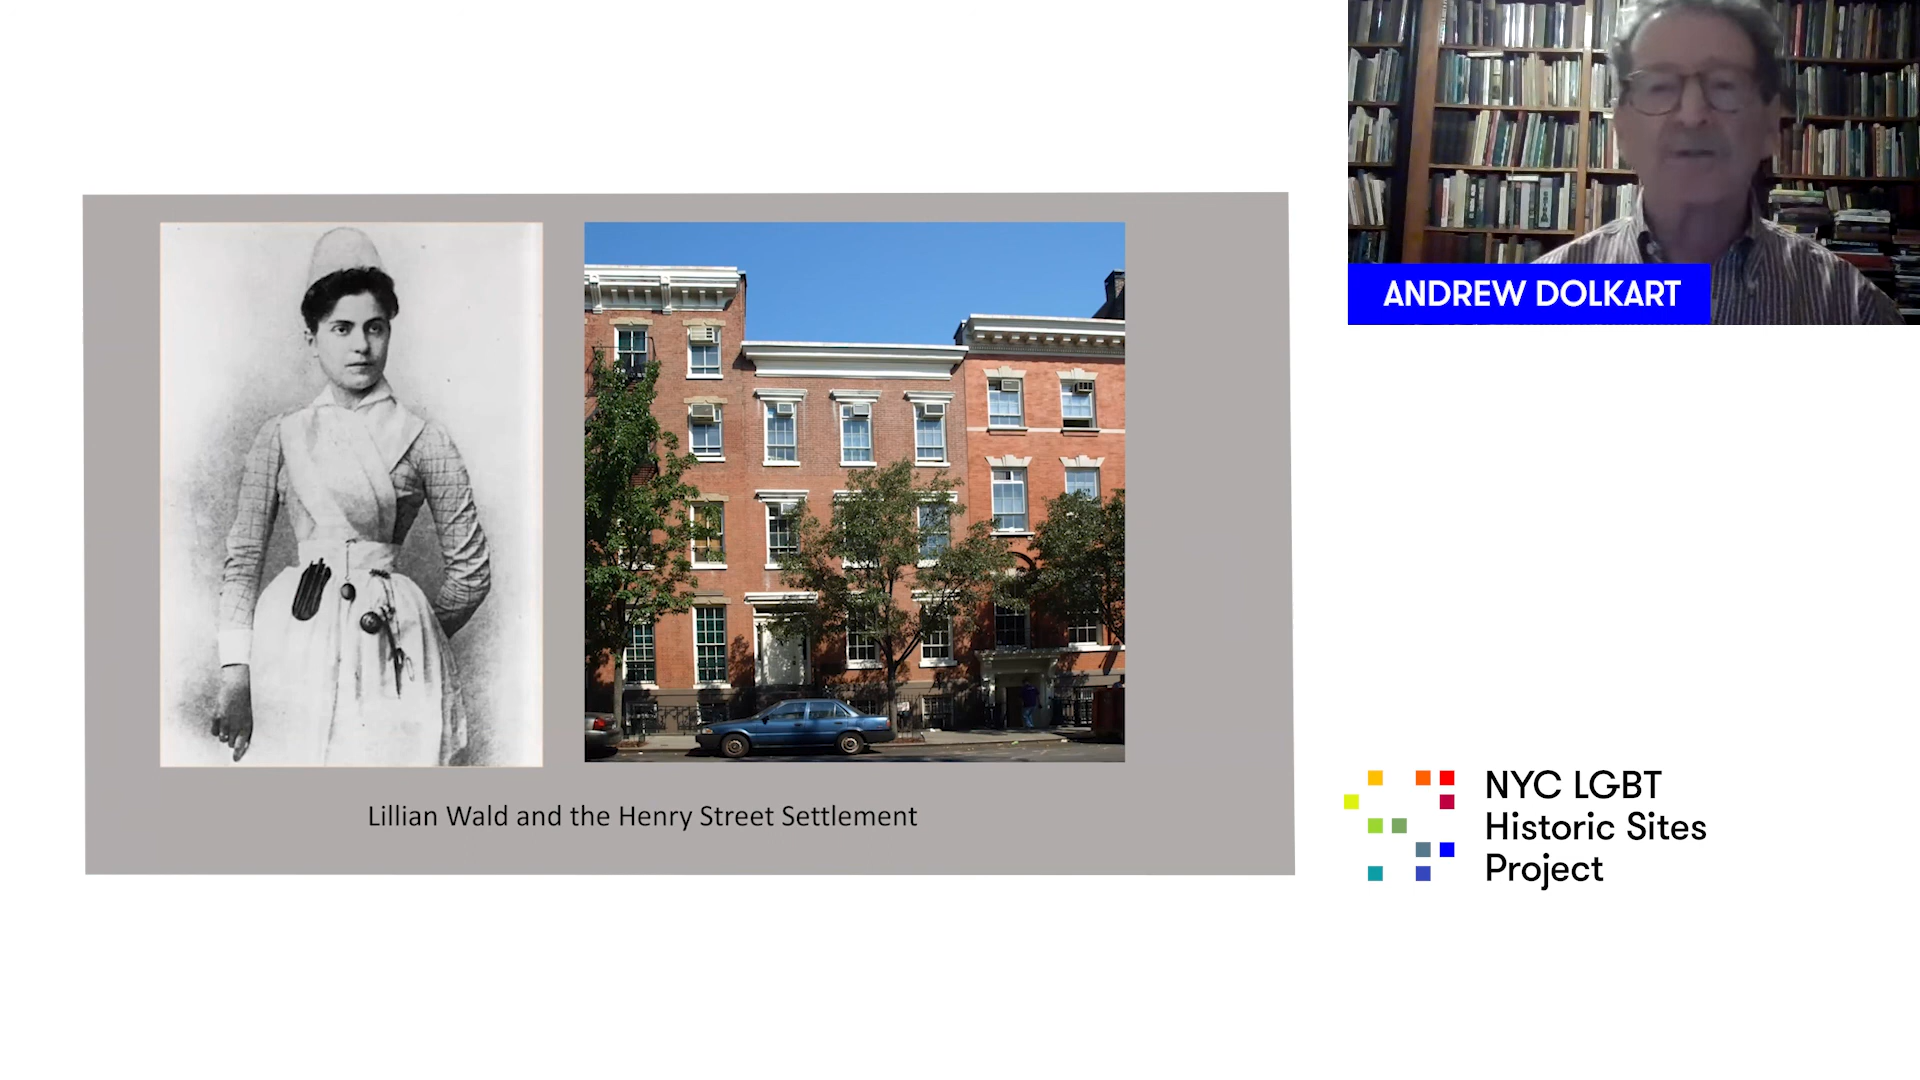 ANDREW DOLKART
Lillian Wald and the Henry Street Settlement
NYC LGBT
Historic Sites
Project